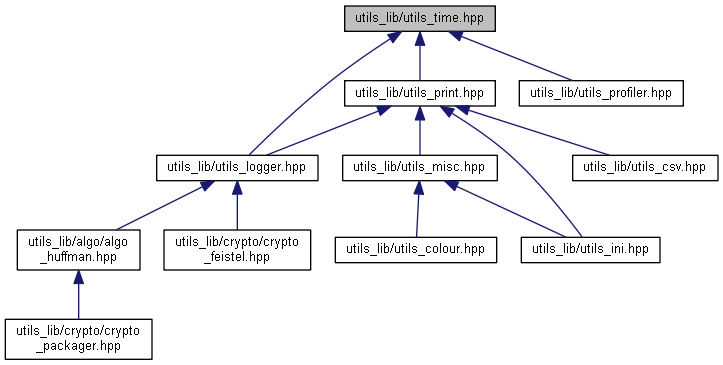 utils_lib/utils_time.hpp
utils_lib/utils_print.hpp
utils_lib/utils_profiler.hpp
utils_lib/utils_logger.hpp
utils_lib/utils_misc.hpp
utils_lib/utils_csv.hpp
utils_lib/algo/algo
_huffman.hpp
utils_lib/crypto/crypto
_feistel.hpp
utils_lib/utils_colour.hpp
utils_lib/utils_ini.hpp
utils_lib/crypto/crypto
_packager.hpp